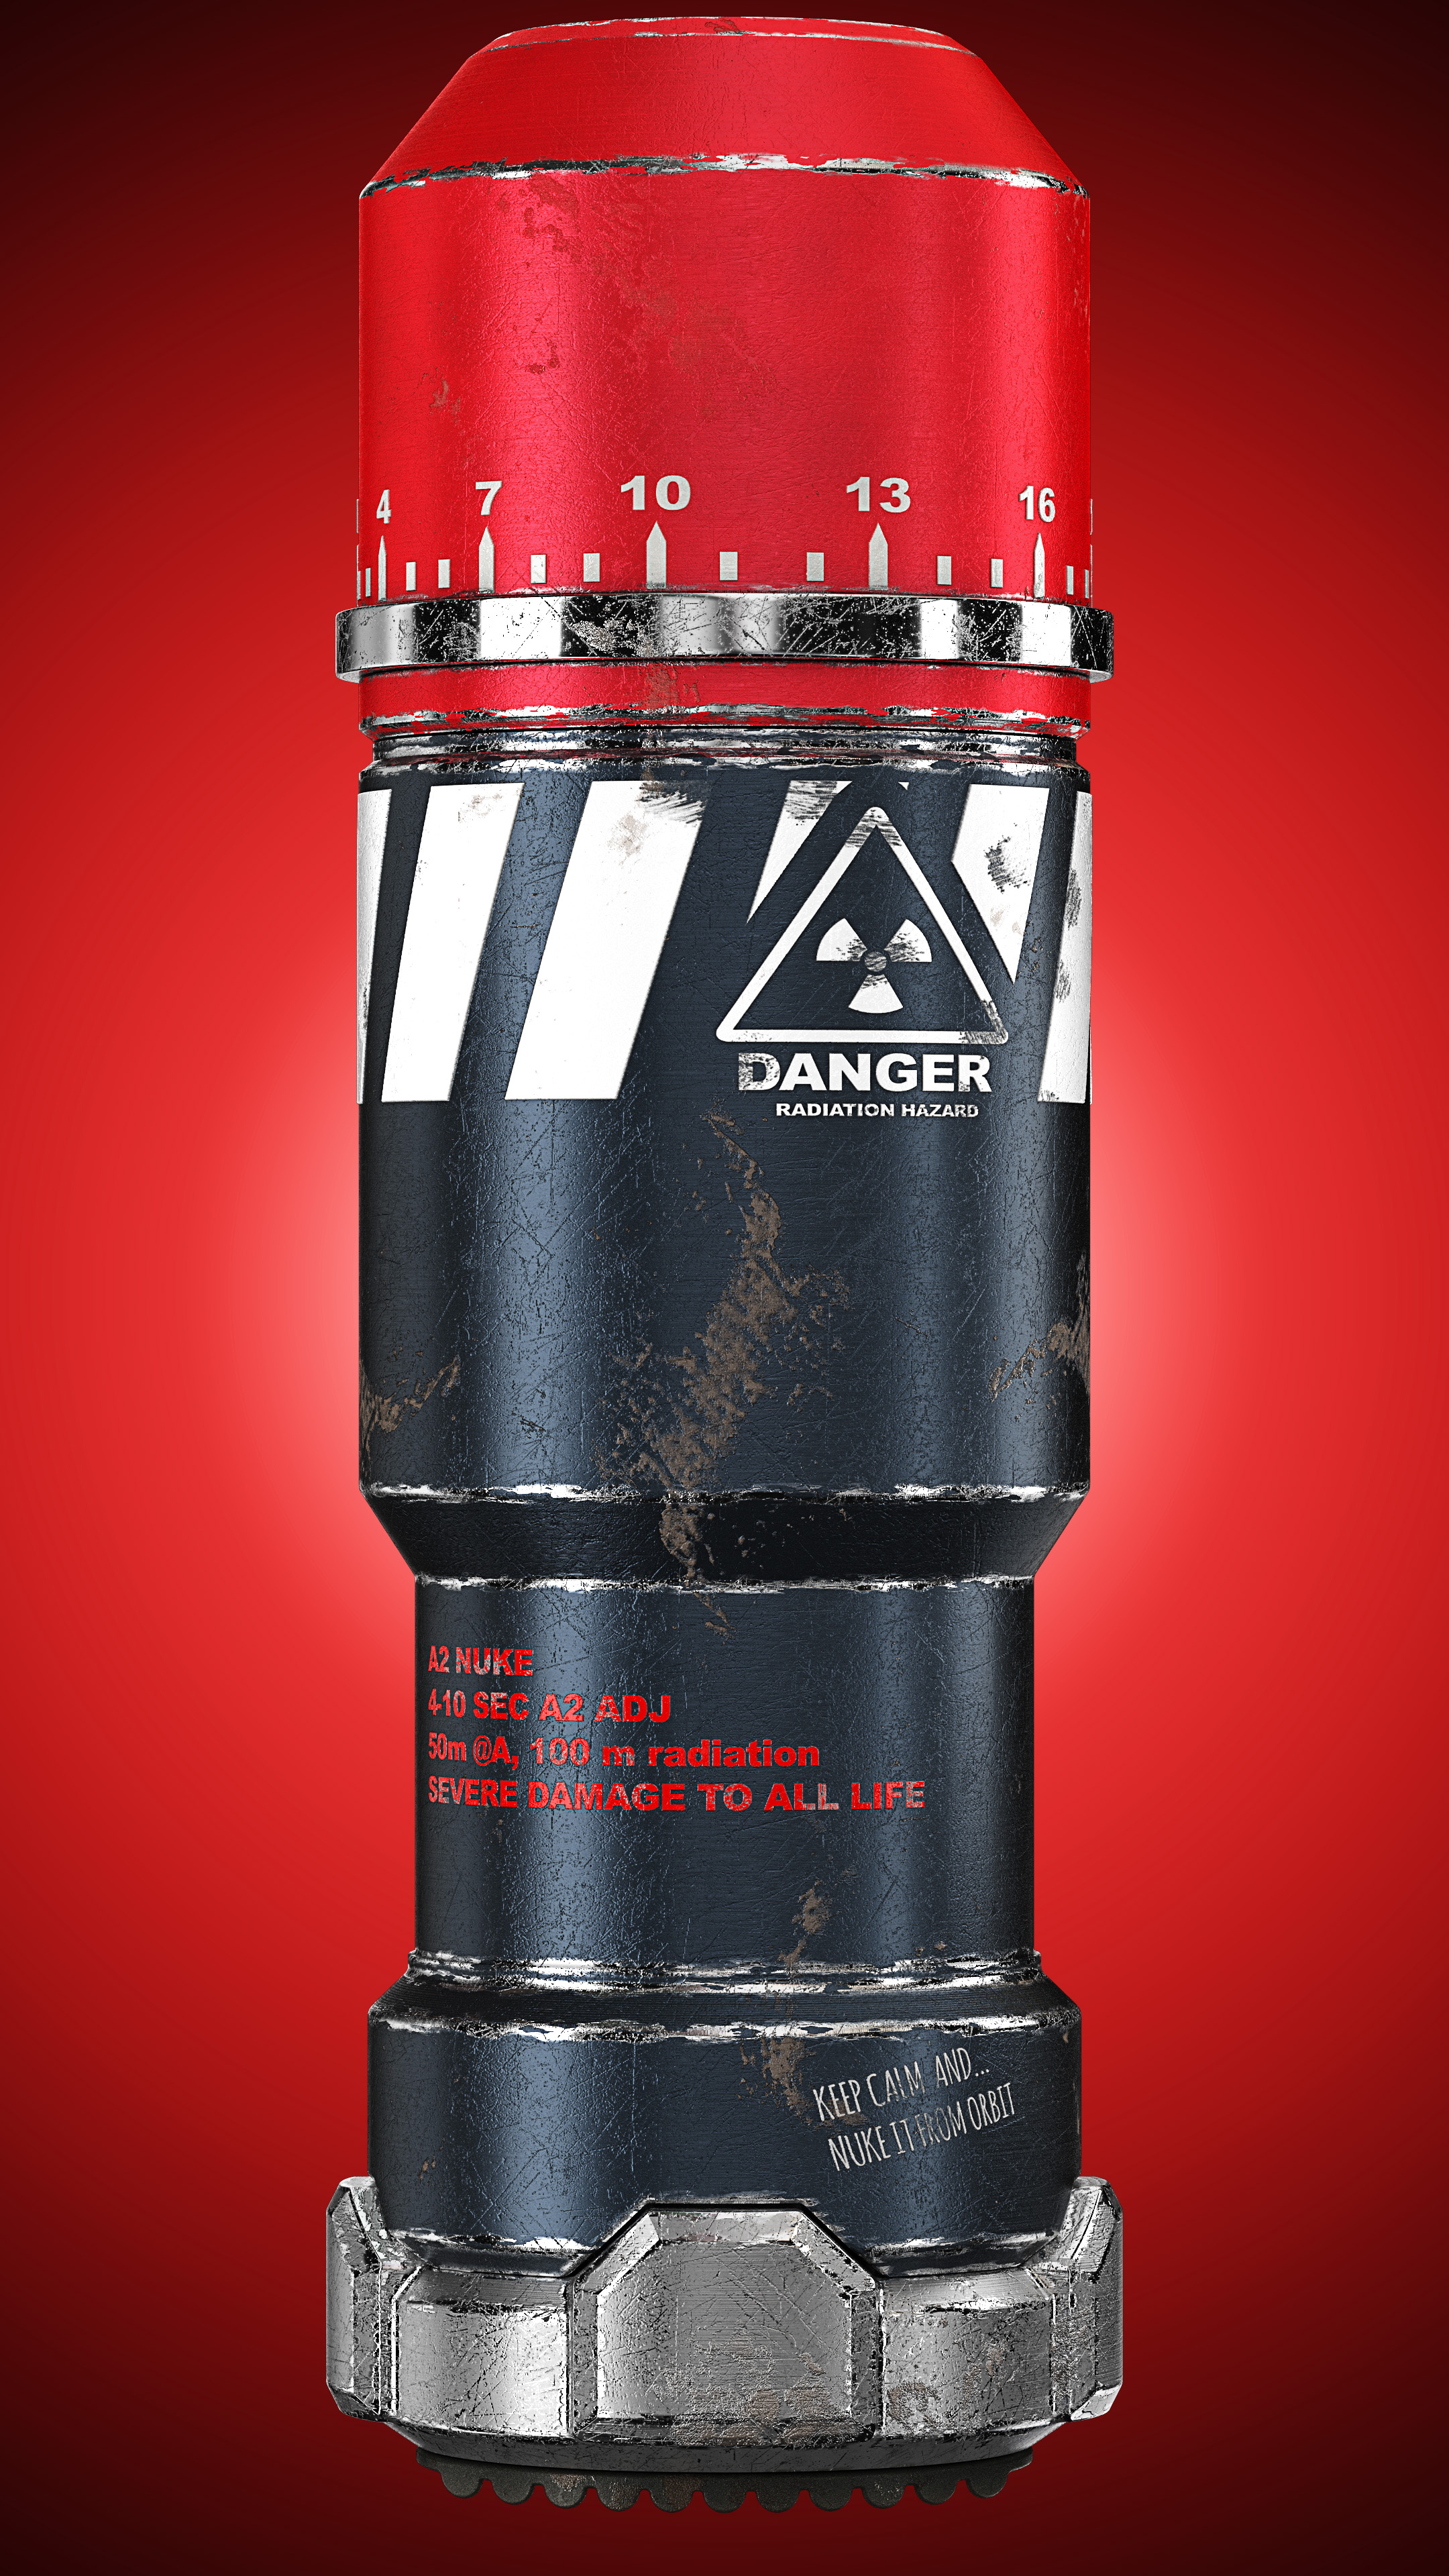 4 7 10 13 16
DANGER
RADIATION HAZARD
A2 NUKE
4-10 SEC A2 ADJ
50m @A, 100 m radiation
SEVERE DAMAGE TO ALL LIFE
KEEP CALM AND...
NUKE IT FROM ORBIT